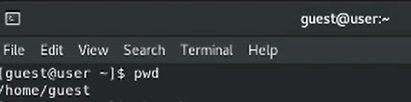 guest@user:~
File Edit View Search Terminal Help
[guest@user ~]$ pwd
/home/guest